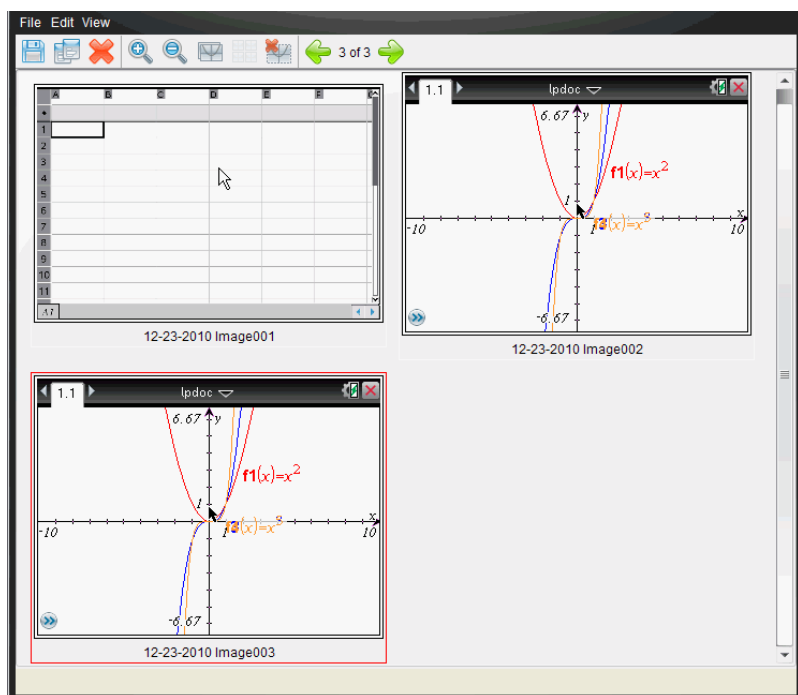 File Edit View
3 of 3
A B C D E F G
1
2
3
4
5
6
7
8
9
10
11
A1
12-23-2010 Image001
1.1 lpdoc
6.67 y
f1(x)=x²
1
x
-10 1 10
-6.67
12-23-2010 Image002
1.1 lpdoc
6.67 y
f1(x)=x²
1
x
-10 1 10
-6.67
12-23-2010 Image003